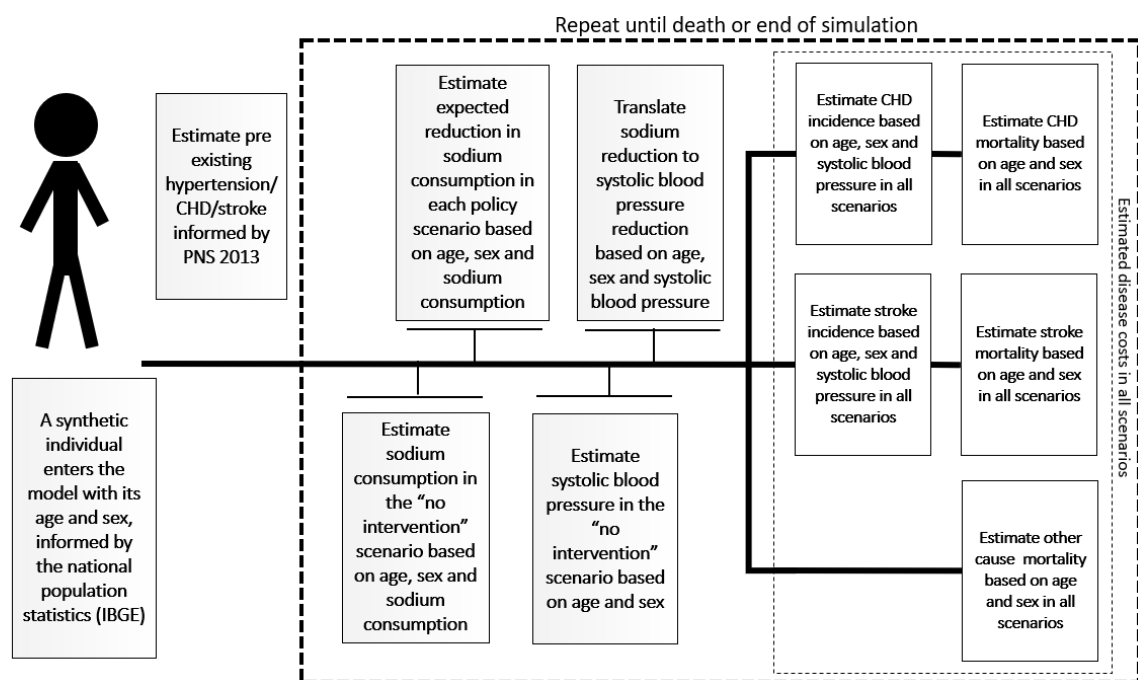 Repeat until death or end of simulation
A synthetic
individual
enters the
model with its
age and sex,
informed by
the national
population
statistics (IBGE)
Estimate pre
existing
hypertension/
CHD/stroke
informed by
PNS 2013
Estimate sodium
consumption in
the “no
intervention”
scenario based
on age, sex and
sodium
consumption
Estimate
expected
reduction in
sodium
consumption in
each policy
scenario based
on age, sex and
sodium
consumption
Estimate
systolic blood
pressure in the
“no
intervention”
scenario based
on age and sex
Translate
sodium
reduction to
systolic blood
pressure
reduction
based on age,
sex and systolic
blood pressure
Estimate CHD
incidence based
on age, sex and
systolic blood
pressure in all
scenarios
Estimate CHD
mortality based
on age and sex
in all scenarios
Estimate stroke
incidence based
on age, sex and
systolic blood
pressure in all
scenarios
Estimate stroke
mortality based
on age and sex
in all scenarios
Estimate other
cause mortality
based on age
and sex in all
scenarios
Estimated disease costs in all scenarios